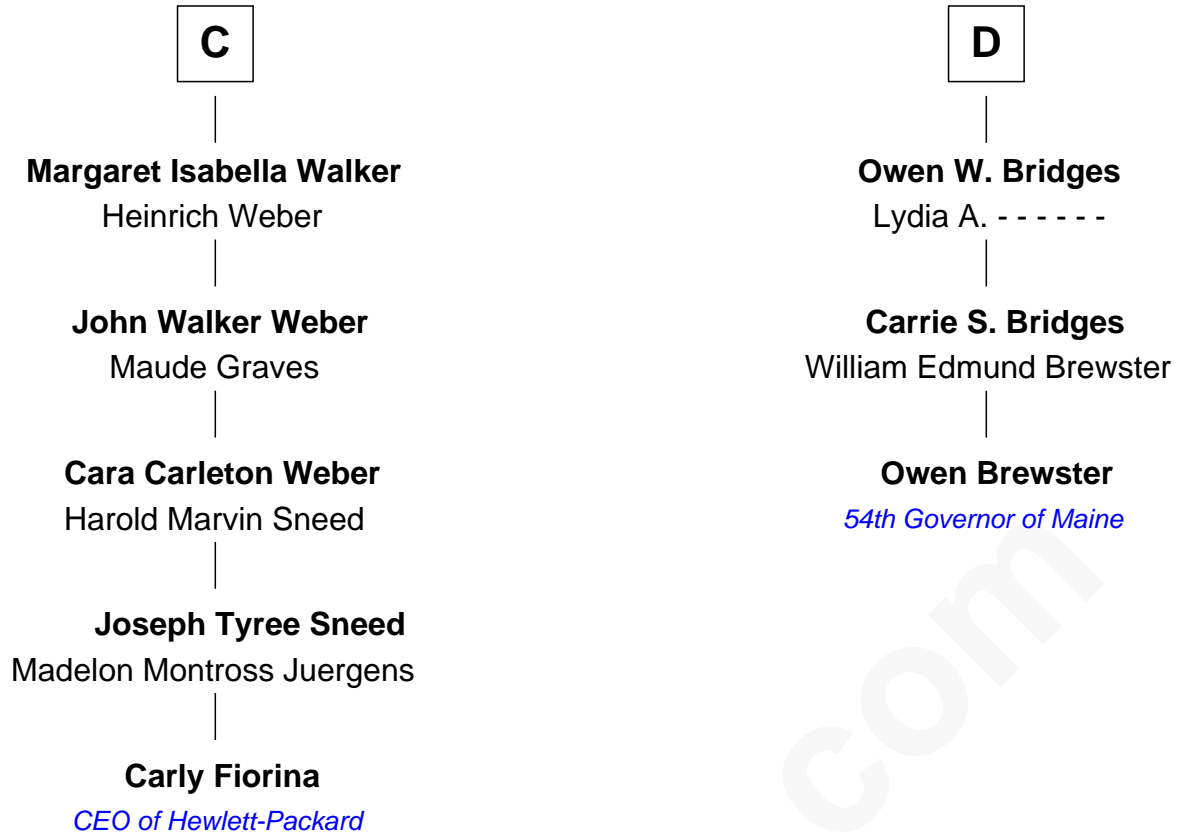 C
Margaret Isabella Walker
Heinrich Weber
John Walker Weber
Maude Graves
Cara Carleton Weber
Harold Marvin Sneed
Joseph Tyree Sneed
Madelon Montross Juergens
Carly Fiorina
CEO of Hewlett-Packard
D
Owen W. Bridges
Lydia A. - - - - - -
Carrie S. Bridges
William Edmund Brewster
Owen Brewster
54th Governor of Maine
com